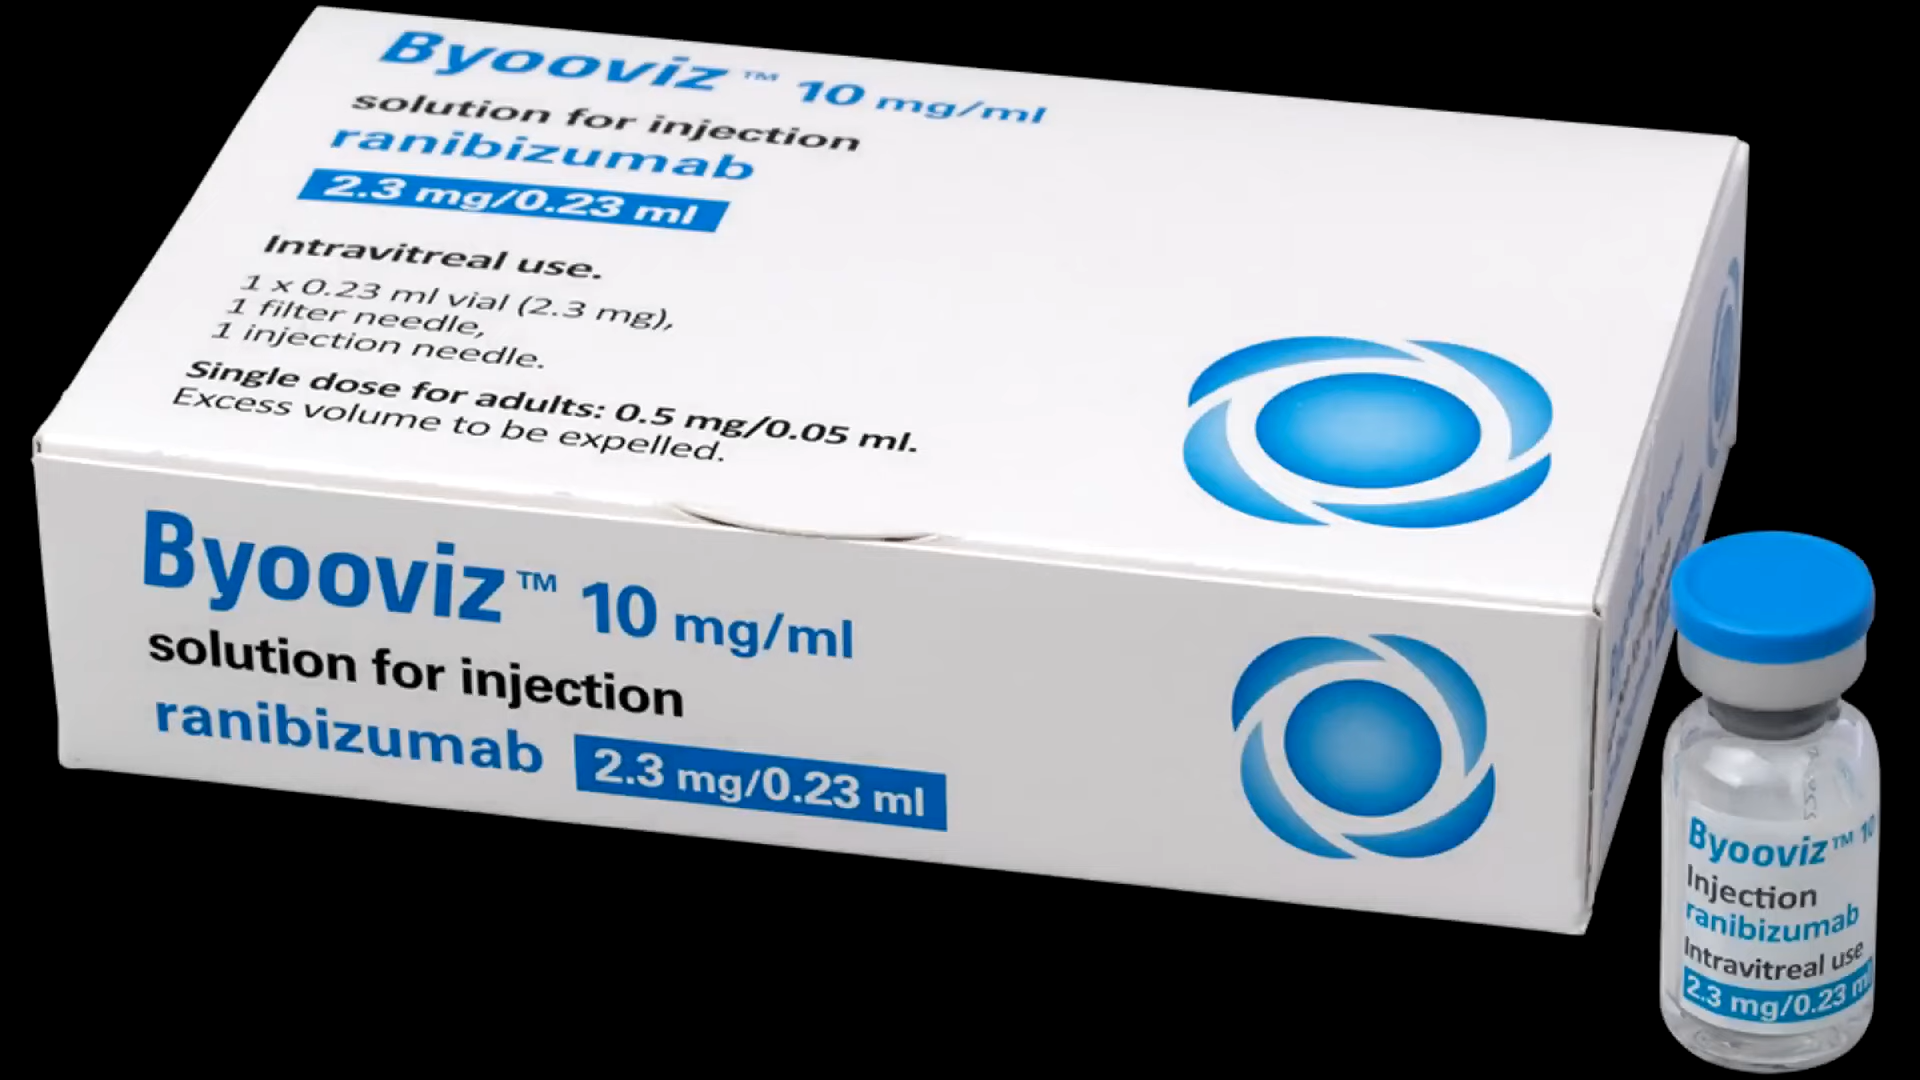 Byooviz™ 10 mg/ml
solution for injection
ranibizumab
2.3 mg/0.23 ml
Intravitreal use.
1 x 0.23 ml vial (2.3 mg),
1 filter needle,
1 injection needle.
Single dose for adults: 0.5 mg/0.05 ml.
Excess volume to be expelled.
Byooviz™ 10 mg/ml
solution for injection
ranibizumab 2.3 mg/0.23 ml
Byooviz™ 10
Injection
ranibizumab
Intravitreal use
2.3 mg/0.23 m